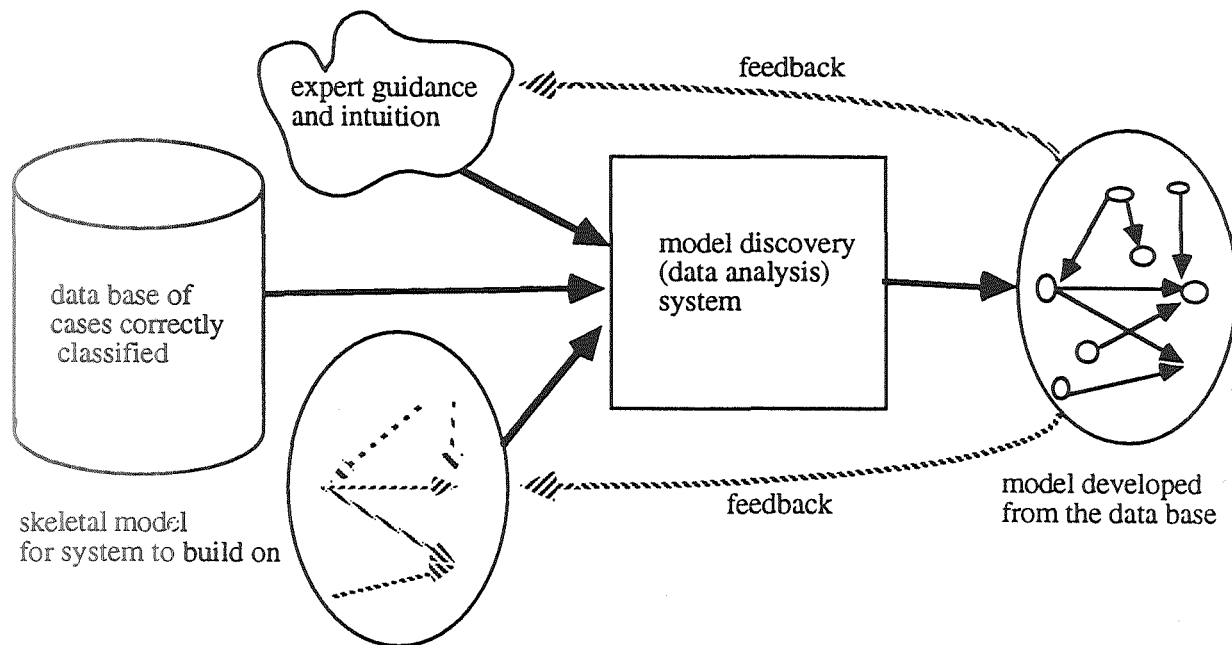 expert guidance
and intuition
feedback
data base of
cases correctly
classified
model discovery
(data analysis)
system
skeletal model
for system to build on
feedback
model developed
from the data base